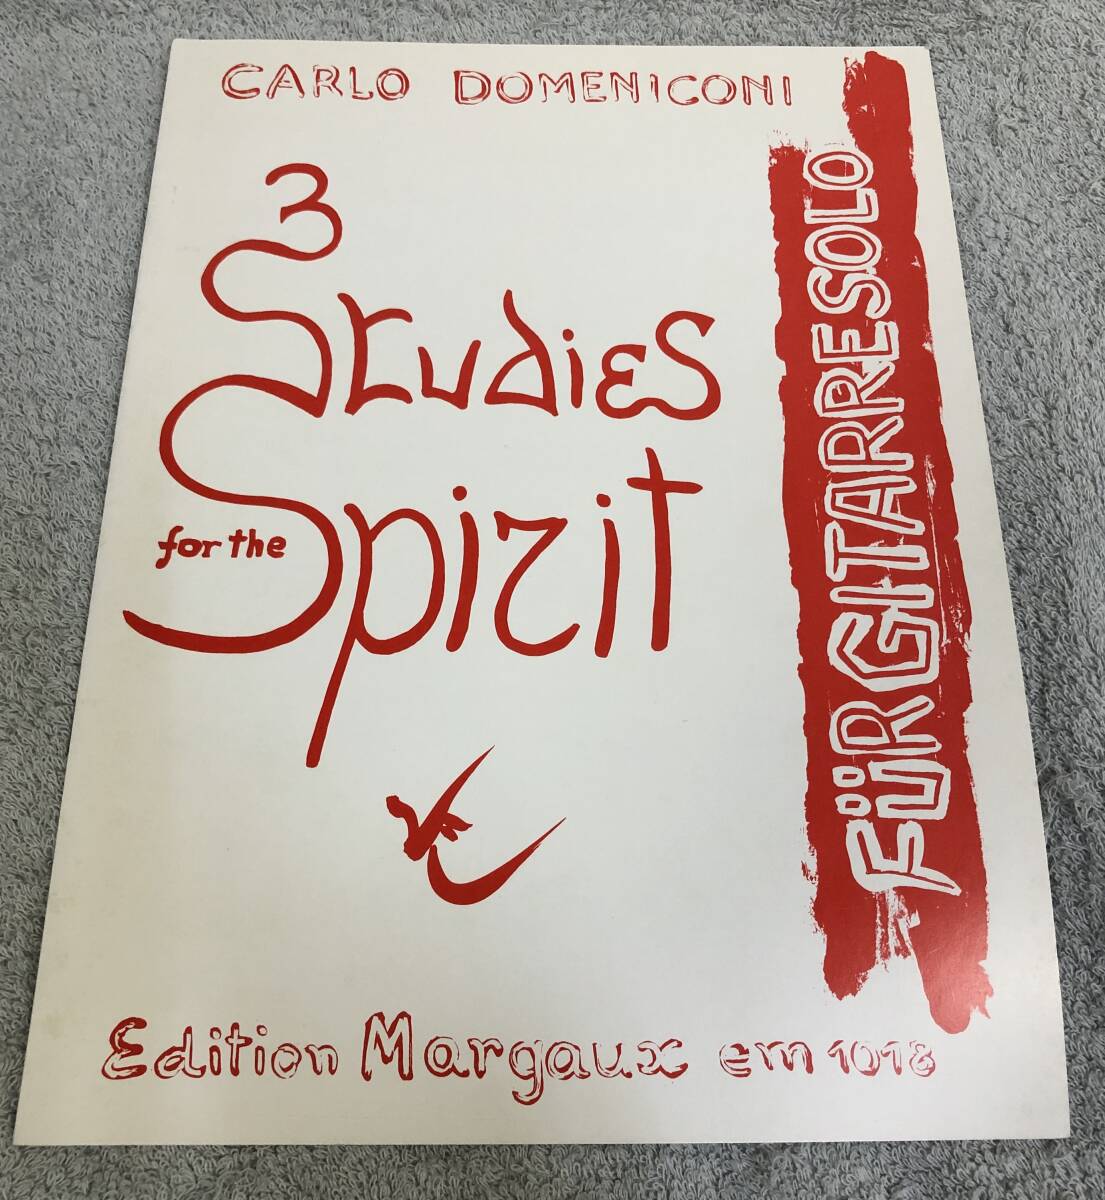 CARLO DOMENICONI
3
Studies
for the Spirit
FÜR GITARRE SOLO
Edition Margaux em 1018